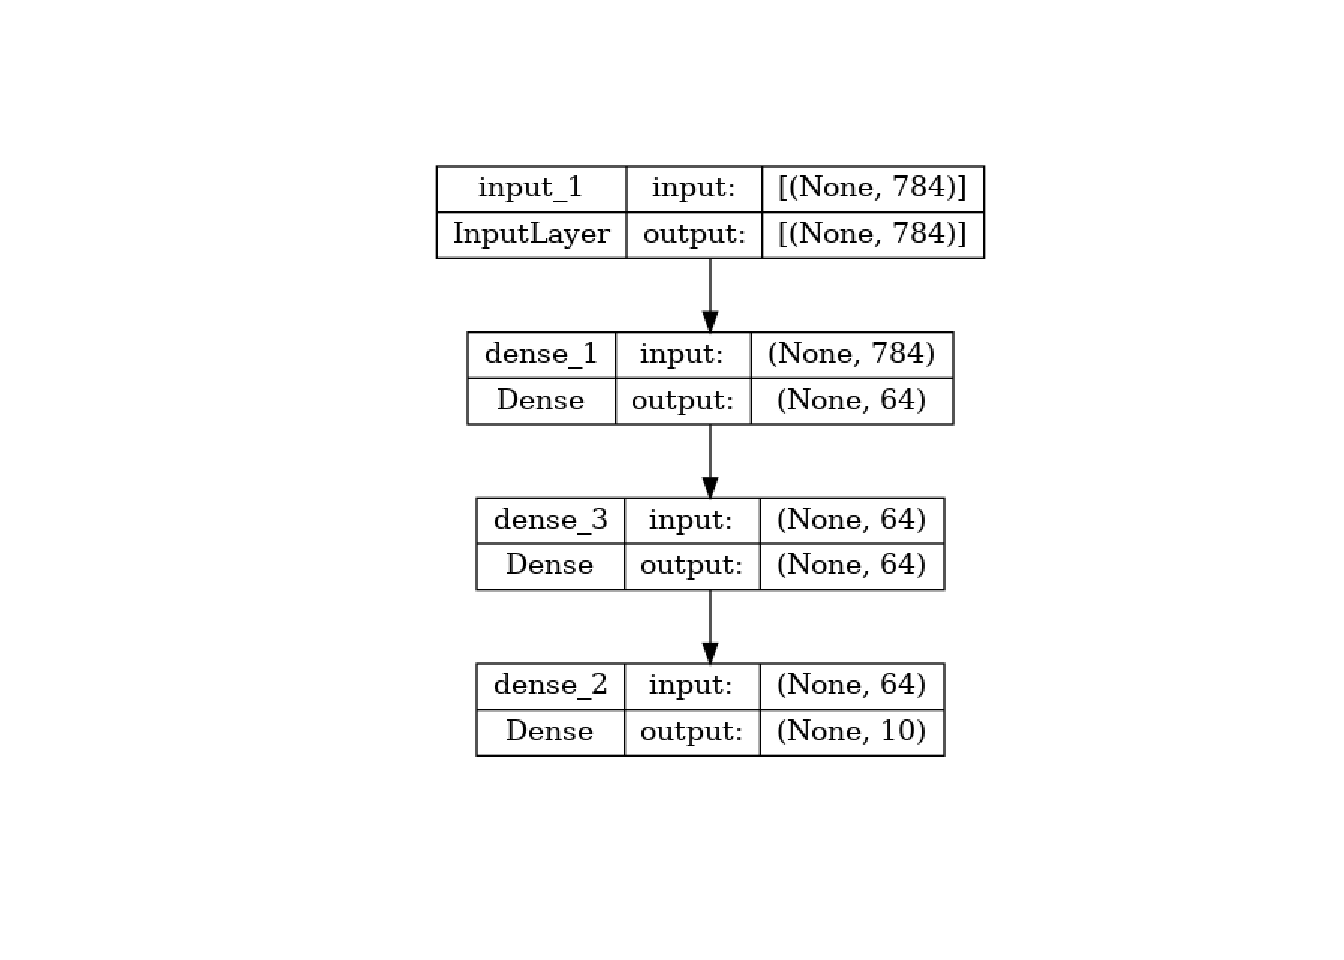 input_1 input: [(None, 784)]
InputLayer output: [(None, 784)]
dense_1 input: (None, 784)
Dense output: (None, 64)
dense_3 input: (None, 64)
Dense output: (None, 64)
dense_2 input: (None, 64)
Dense output: (None, 10)